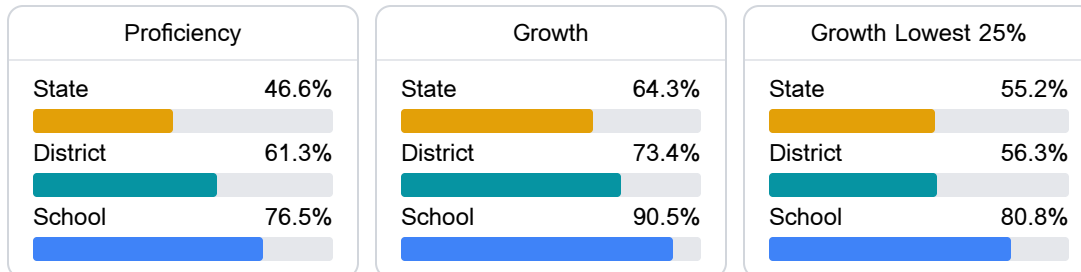 Proficiency
State 46.6%
District 61.3%
School 76.5%
Growth
State 64.3%
District 73.4%
School 90.5%
Growth Lowest 25%
State 55.2%
District 56.3%
School 80.8%